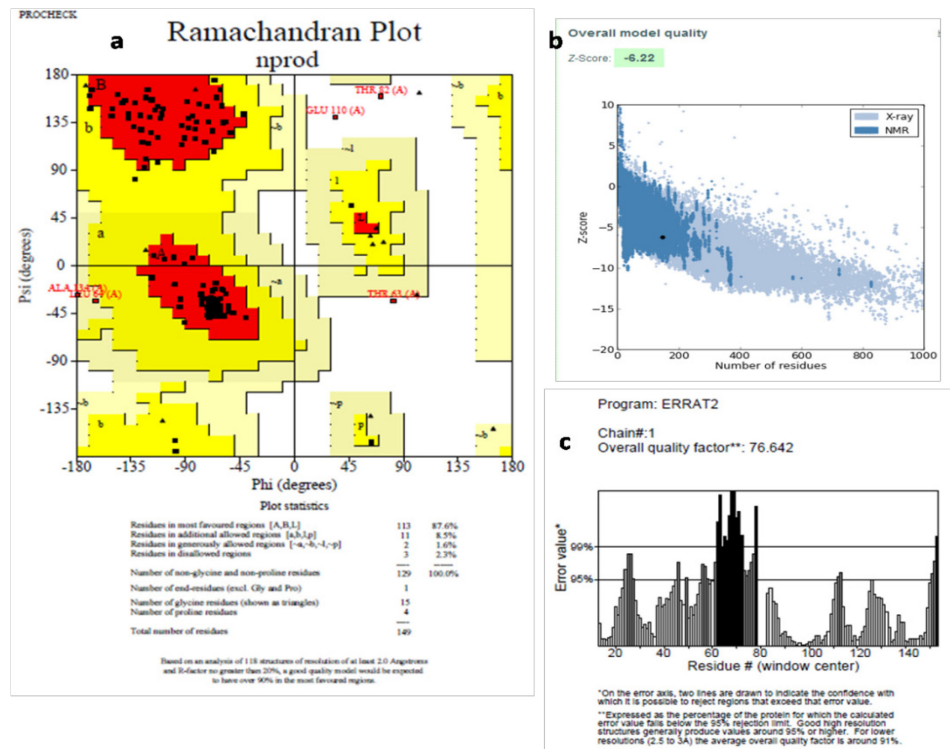 PROCHECK
a
Ramachandran Plot
nprod
B
b
~b
b
THR 82 (A)
GLU 110 (A)
~l
l
L
a
A
~a
ALA 134 (A)
THR 63 (A)
~b
b
~p
p
~b
180
135
90
45
0
-45
-90
-135
-180
-135
-90
-45
0
45
90
135
180
Psi (degrees)
Phi (degrees)
Plot statistics
Residues in most favoured regions [A,B,L] 113 87.6%
Residues in additional allowed regions [a,b,l,p] 11 8.5%
Residues in generously allowed regions [~a,~b,~l,~p] 2 1.6%
Residues in disallowed regions 3 2.3%
---- ------
Number of non-glycine and non-proline residues 129 100.0%
Number of end-residues (excl. Gly and Pro) 1
Number of glycine residues (shown as triangles) 15
Number of proline residues 4
----
Total number of residues 149
Based on an analysis of 118 structures of resolution of at least 2.0 Angstroms
and R-factor no greater than 20%, a good quality model would be expected
to have over 90% in the most favoured regions.
b
Overall model quality
Z-Score: -6.22
X-ray
NMR
10
5
0
-5
-10
-15
-20
Z-score
0 200 400 600 800 1000
Number of residues
c
Program: ERRAT2
Chain#:1
Overall quality factor**: 76.642
99%
95%
Error value*
20 40 60 80 100 120 140
Residue # (window center)
*On the error axis, two lines are drawn to indicate the confidence with
which it is possible to reject regions that exceed that error value.
**Expressed as the percentage of the protein for which the calculated
error value falls below the 95% rejection limit. Good high resolution
structures generally produce values around 95% or higher. For lower
resolutions (2.5 to 3A) the average overall quality factor is around 91%.